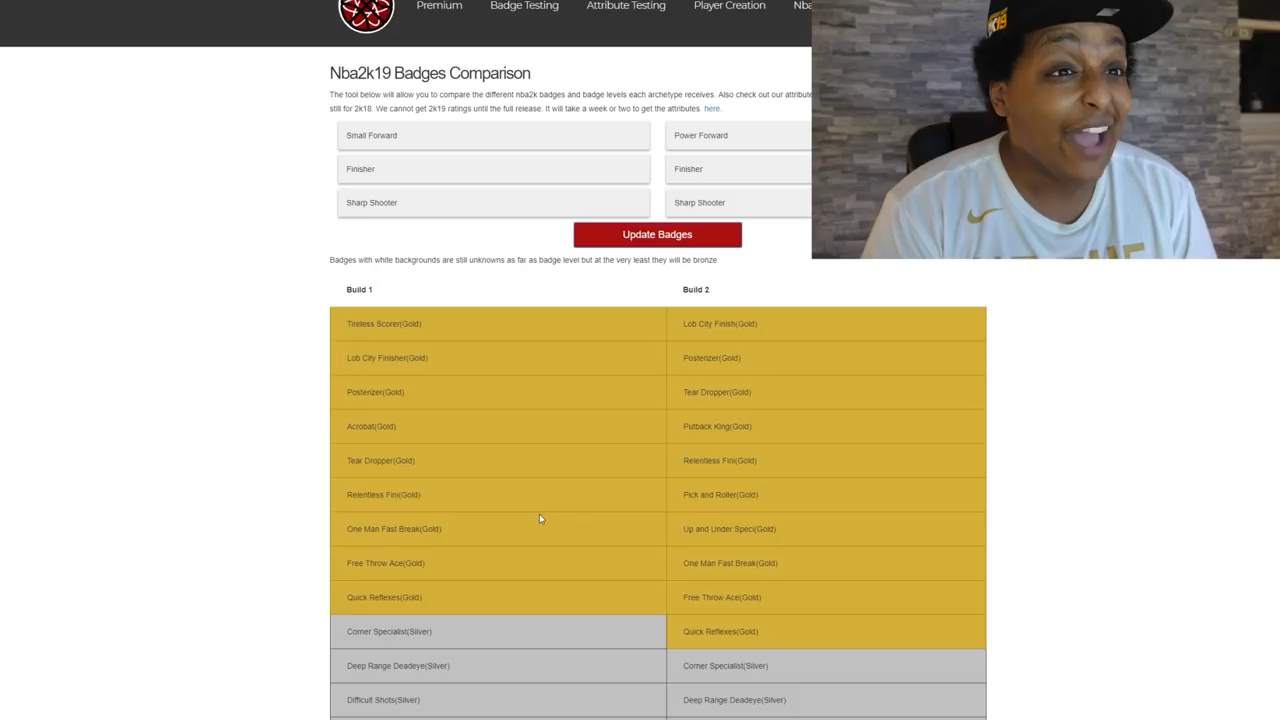 Premium Badge Testing Attribute Testing Player Creation
Nba2k19 Badges Comparison
The tool below will allow you to compare the different nba2k badges and badge levels each archetype receives. Also check out our
still for 2k18. We cannot get 2k19 ratings until the full release. It will take a week or two to get the attributes. here.
Small Forward Power Forward
Finisher Finisher
Sharp Shooter Sharp Shooter
Update Badges
Badges with white backgrounds are still unknowns as far as badge level but at the very least they will be bronze
Build 1 Build 2
Tireless Scorer(Gold) Lob City Finish(Gold)
Lob City Finisher(Gold) Posterizer(Gold)
Posterizer(Gold) Tear Dropper(Gold)
Acrobat(Gold) Putback King(Gold)
Tear Dropper(Gold) Relentless Fini(Gold)
Relentless Fini(Gold) Pick and Roller(Gold)
One Man Fast Break(Gold) Up and Under Speci(Gold)
Free Throw Ace(Gold) One Man Fast Break(Gold)
Quick Reflexes(Gold) Free Throw Ace(Gold)
Corner Specialist(Silver) Quick Reflexes(Gold)
Deep Range Deadeye(Silver) Corner Specialist(Silver)
Difficult Shots(Silver) Deep Range Deadeye(Silver)